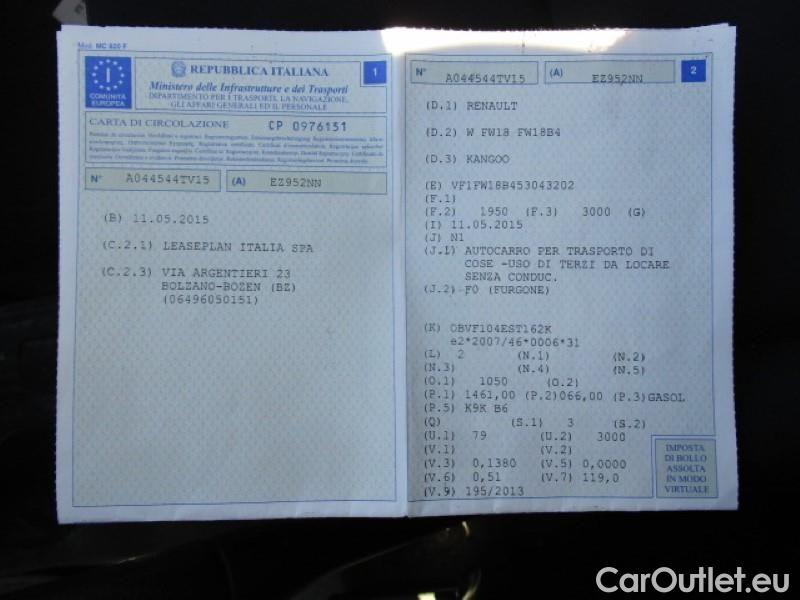 Mod. MC 820 F
I
COMUNITÀ
EUROPEA
REPUBBLICA ITALIANA
1
Ministero delle Infrastrutture e dei Trasporti
DIPARTIMENTO PER I TRASPORTI, LA NAVIGAZIONE,
GLI AFFARI GENERALI ED IL PERSONALE
CARTA DI CIRCOLAZIONE CP 0976151
N° A044544TV15 (A) EZ952NN
(B) 11.05.2015
(C.2.1) LEASEPLAN ITALIA SPA
(C.2.3) VIA ARGENTIERI 23
BOLZANO-BOZEN (BZ)
(06496050151)
N° A044544TV15 (A) EZ952NN 2
(D.1) RENAULT
(D.2) W FW18 FW18B4
(D.3) KANGOO
(E) VF1FW18B453043202
(F.1)
(F.2) 1950 (F.3) 3000 (G)
(I) 11.05.2015
(J) N1
(J.1) AUTOCARRO PER TRASPORTO DI
COSE -USO DI TERZI DA LOCARE
SENZA CONDUC.
(J.2) F0 (FURGONE)
(K) OBVF104EST162K
e2*2007/46*0006*31
(L) 2 (N.1) (N.2)
(N.3) (N.4) (N.5)
(O.1) 1050 (O.2)
(P.1) 1461,00 (P.2)066,00 (P.3)GASOL
(P.5) K9K B6
(Q) (S.1) 3 (S.2)
(U.1) 79 (U.2) 3000
(V.1) (V.2)
(V.3) 0,1380 (V.5) 0,0000
(V.6) 0,51 (V.7) 119,0
(V.9) 195/2013
IMPOSTA
DI BOLLO
ASSOLTA
IN MODO
VIRTUALE
CarOutlet.eu